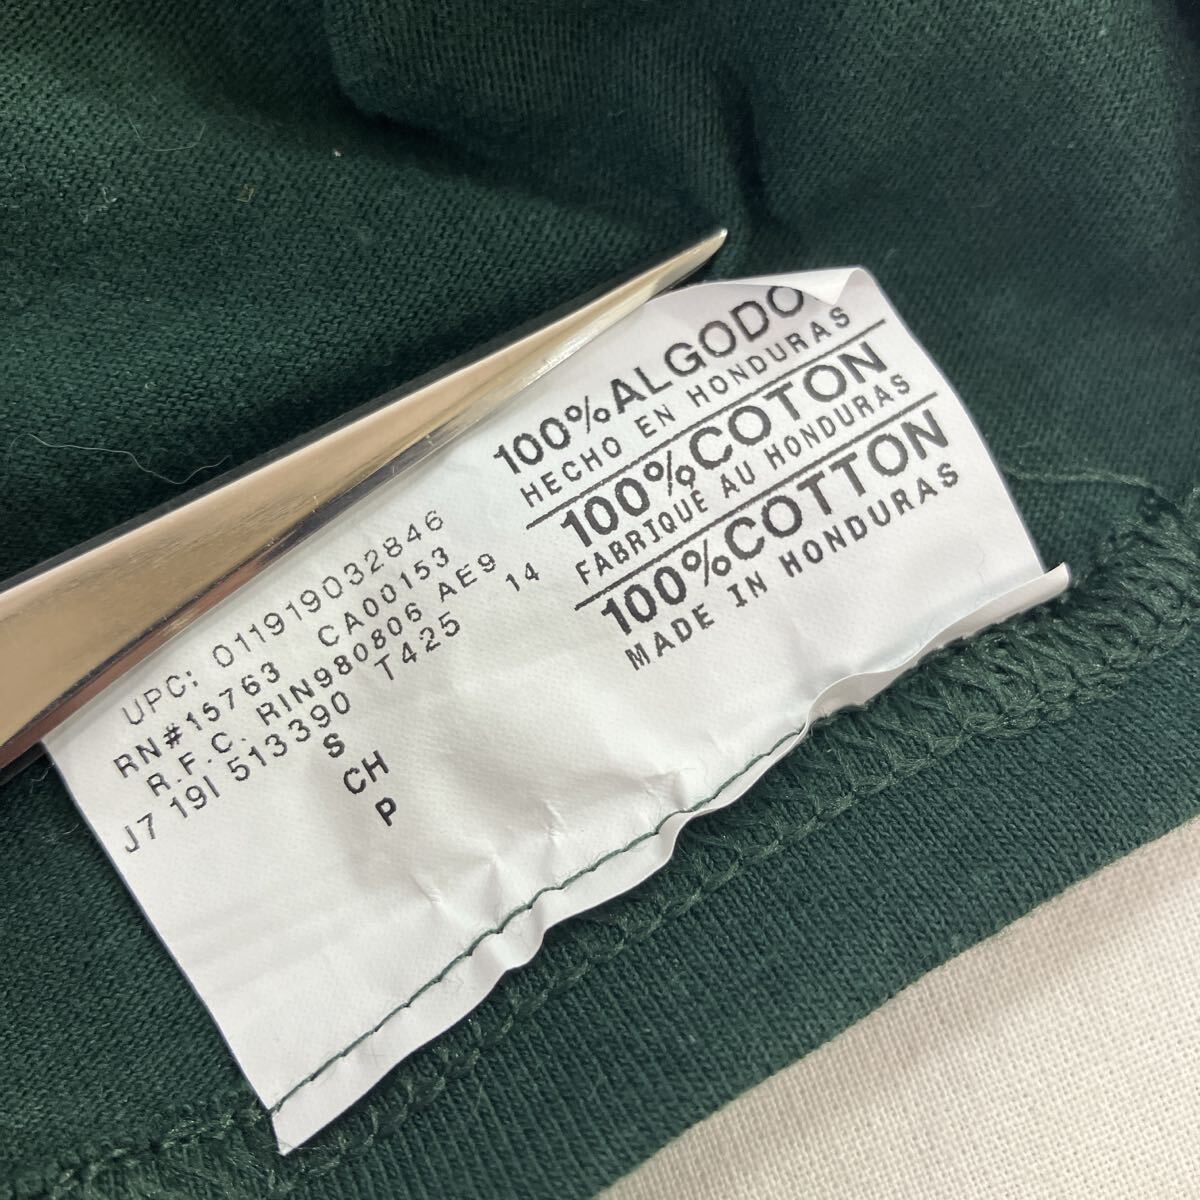 100%ALGODO
HECHO EN HONDURAS
100%COTON
FABRIQUÉ AU HONDURAS
100%COTTON
MADE IN HONDURAS
UPC: 011919032846
RN#15763 CA00153
R.F.C. RIN980806 AE9
J7 19I 513390 T425 14
S
CH
P